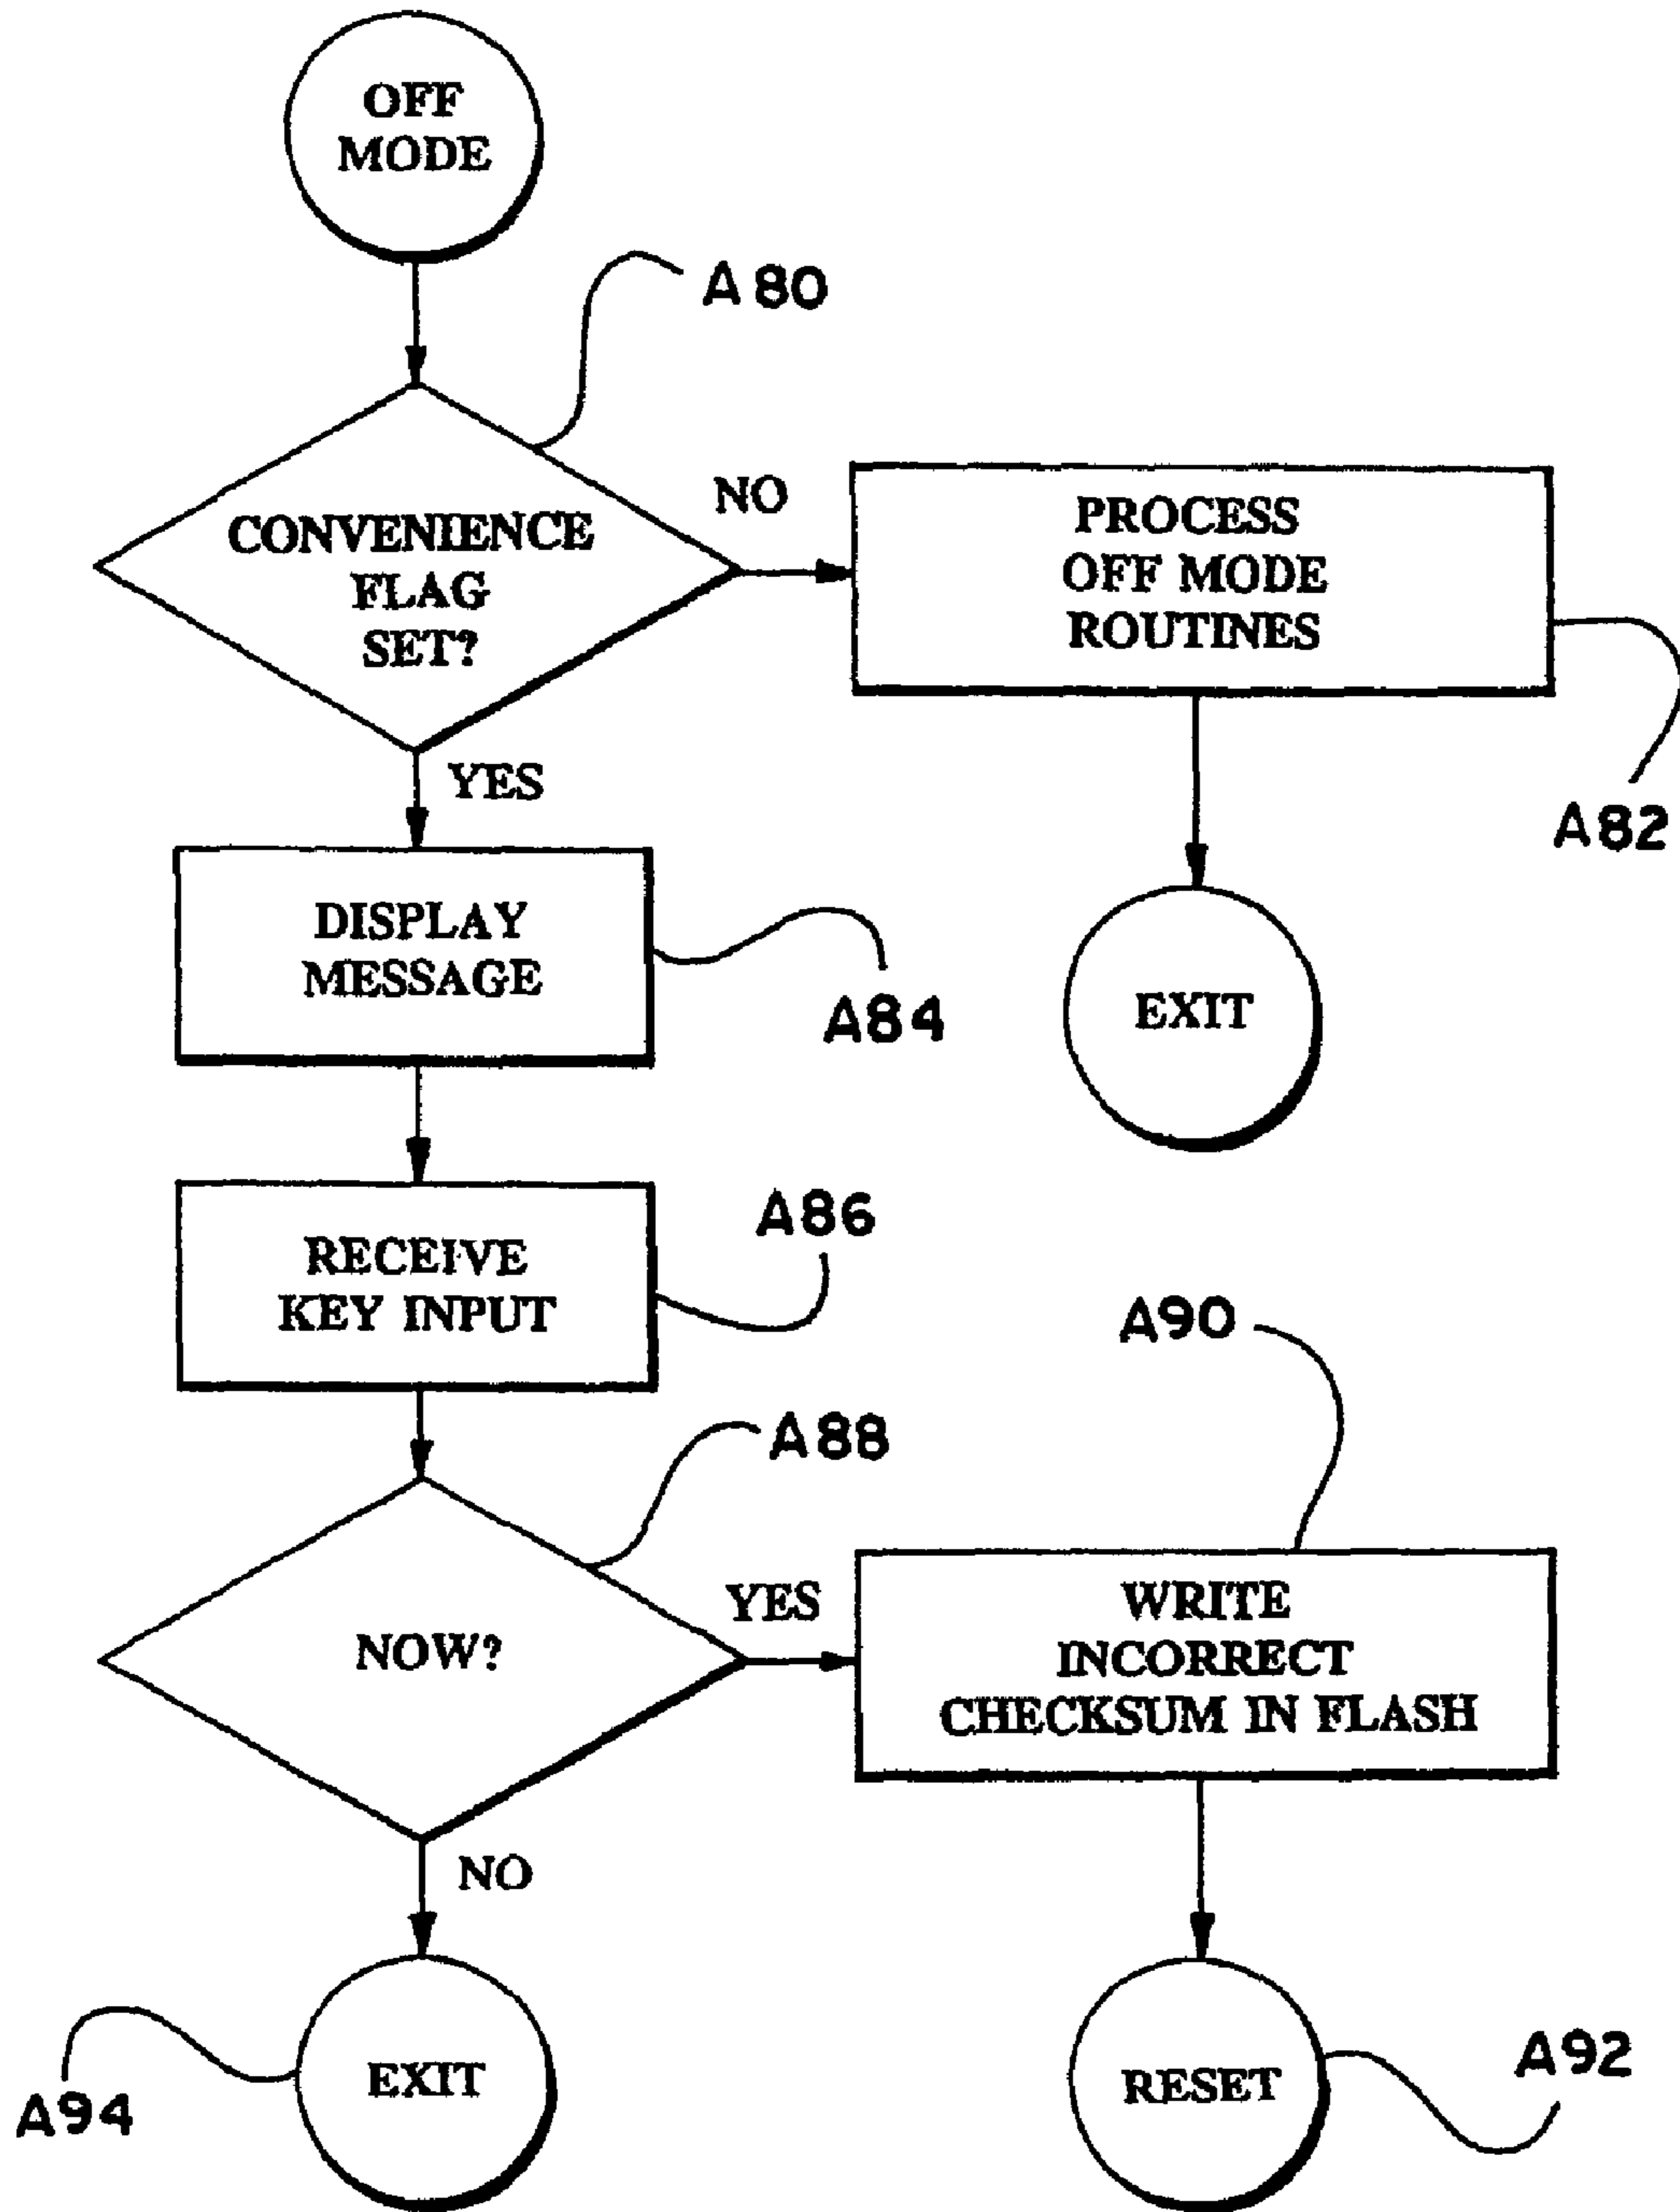 OFF
MODE
A80
NO
CONVENIENCE
FLAG
SET?
PROCESS
OFF MODE
ROUTINES
YES
A82
DISPLAY
MESSAGE
A84
EXIT
RECEIVE
KEY INPUT
A86
A90
A88
NOW?
YES
WRITE
INCORRECT
CHECKSUM IN FLASH
NO
EXIT
A94
RESET
A92